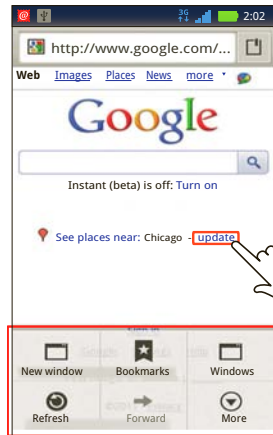 3G 2:02
http://www.google.com/...
Web Images Places News more
Google
Instant (beta) is off: Turn on
See places near: Chicago - update
New window Bookmarks Windows
Refresh Forward More